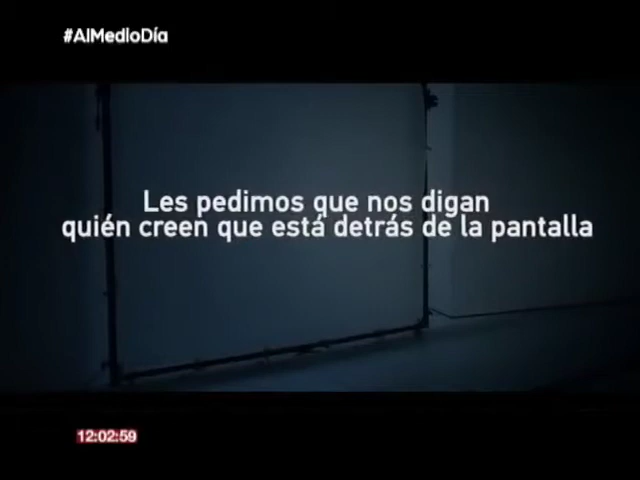 #AlMedioDía
Les pedimos que nos digan
quién creen que está detrás de la pantalla
12:02:59